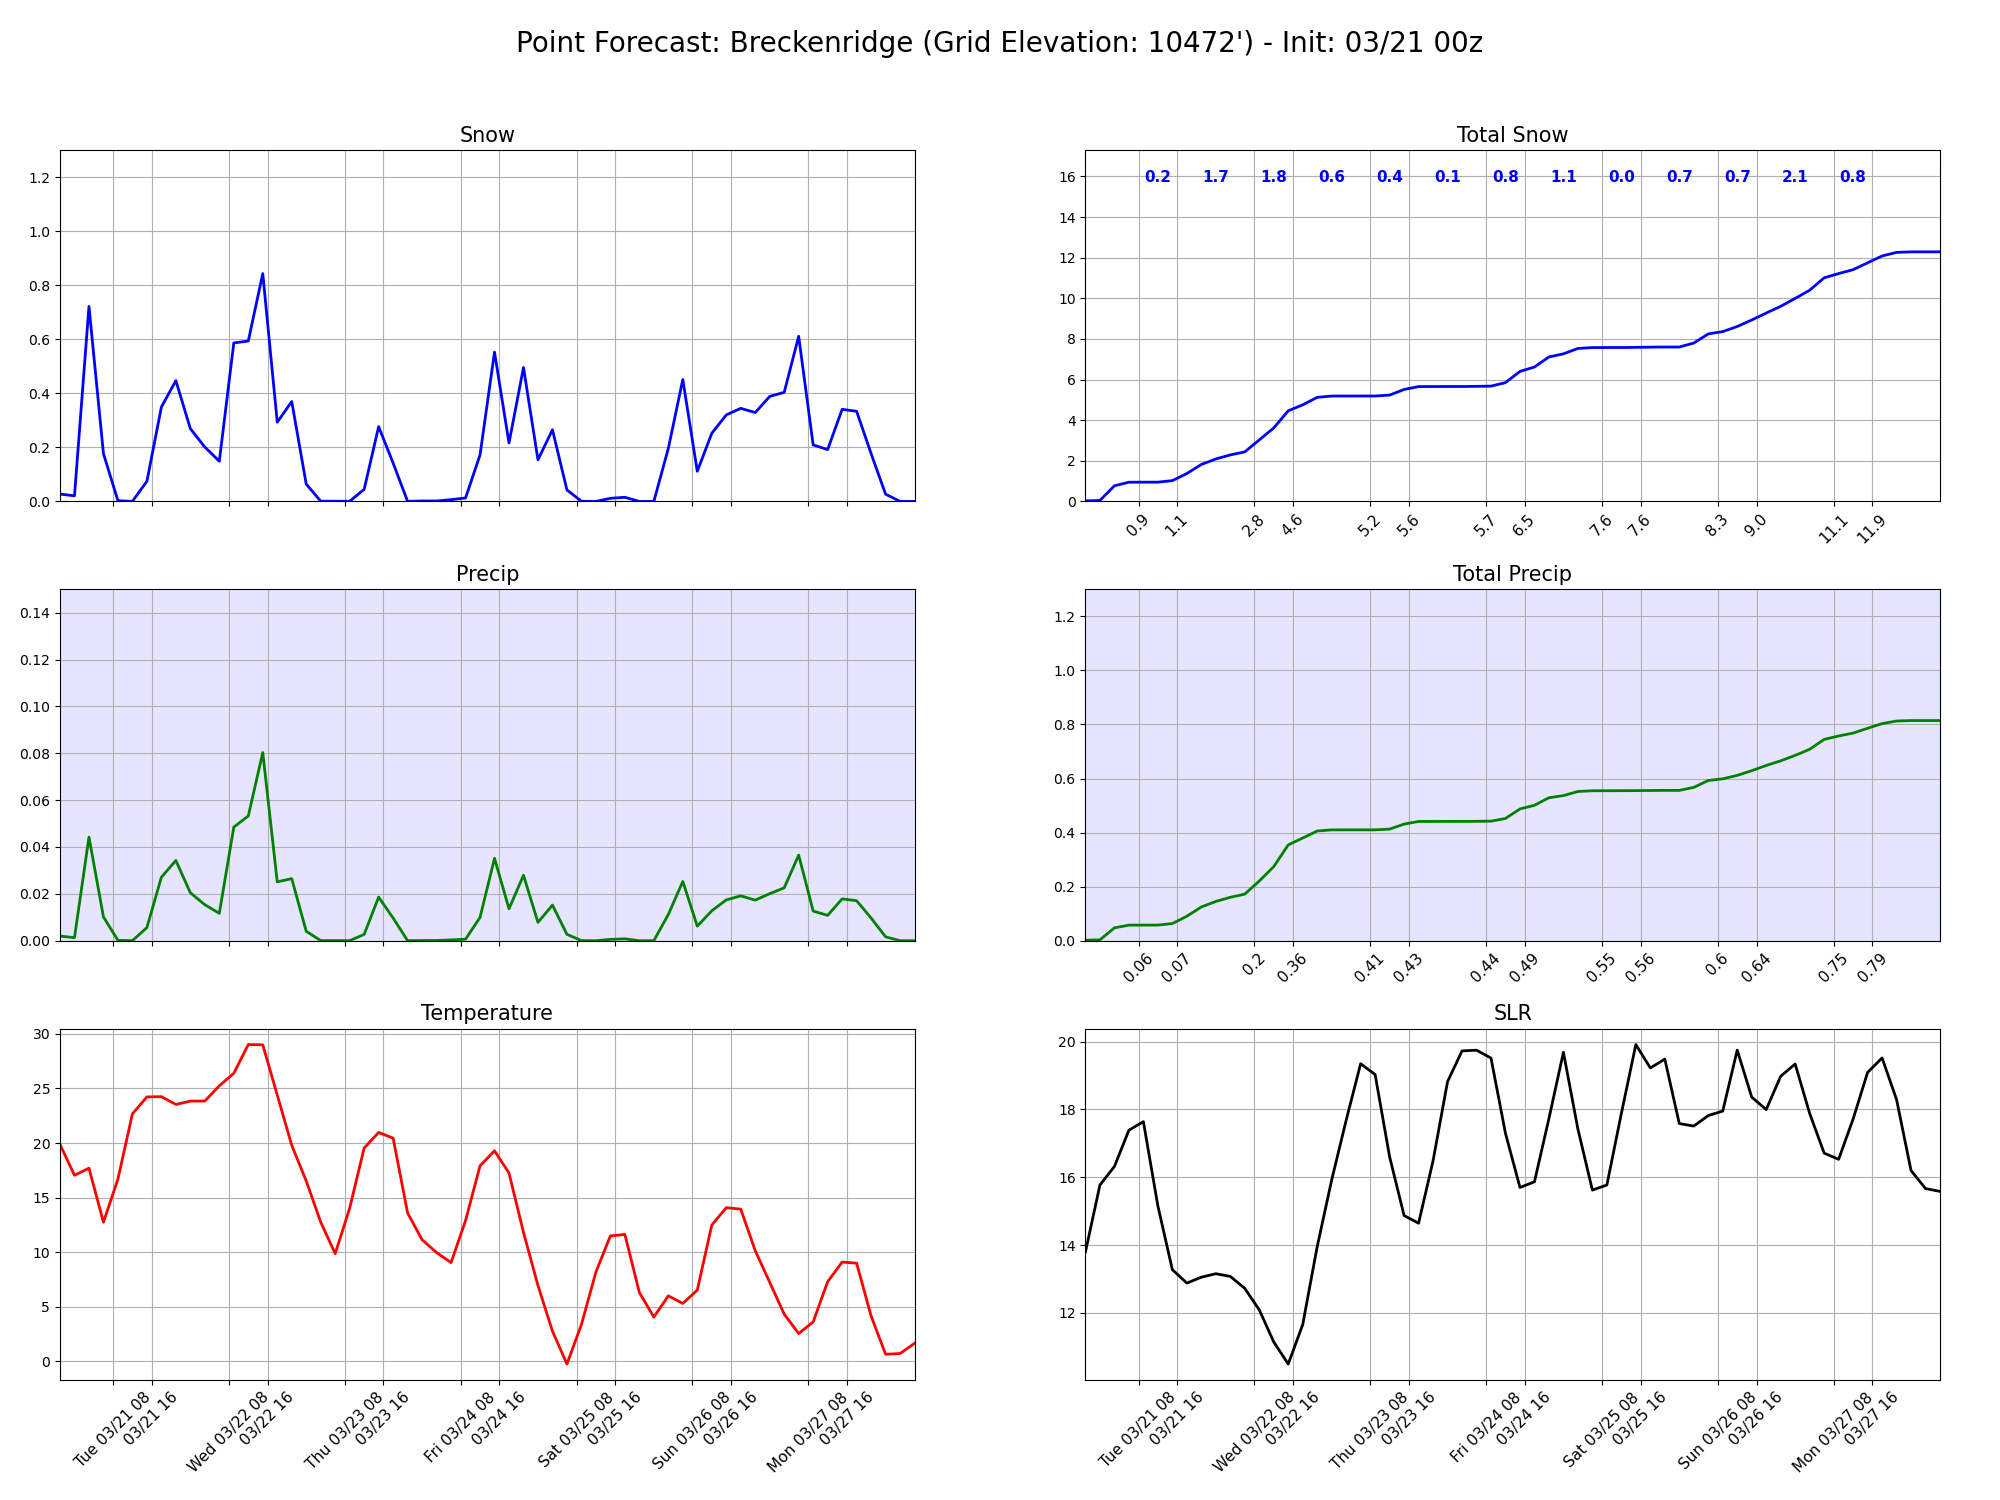 Point Forecast: Breckenridge (Grid Elevation: 10472') - Init: 03/21 00z
Snow
1.2
1.0
0.8
0.6
0.4
0.2
0.0
Total Snow
16
14
12
10
8
6
4
2
0
0.2 1.7 1.8 0.6 0.4 0.1 0.8 1.1 0.0 0.7 0.7 2.1 0.8
0.9 1.1 2.8 4.6 5.2 5.6 5.7 6.5 7.6 7.6 8.3 9.0 11.1 11.9
Precip
0.14
0.12
0.10
0.08
0.06
0.04
0.02
0.00
Total Precip
1.2
1.0
0.8
0.6
0.4
0.2
0.0
0.06 0.07 0.2 0.36 0.41 0.43 0.44 0.49 0.55 0.56 0.6 0.64 0.75 0.79
Temperature
30
25
20
15
10
5
0
Tue 03/21 08
03/21 16
Wed 03/22 08
03/22 16
Thu 03/23 08
03/23 16
Fri 03/24 08
03/24 16
Sat 03/25 08
03/25 16
Sun 03/26 08
03/26 16
Mon 03/27 08
03/27 16
SLR
20
18
16
14
12
Tue 03/21 08
03/21 16
Wed 03/22 08
03/22 16
Thu 03/23 08
03/23 16
Fri 03/24 08
03/24 16
Sat 03/25 08
03/25 16
Sun 03/26 08
03/26 16
Mon 03/27 08
03/27 16